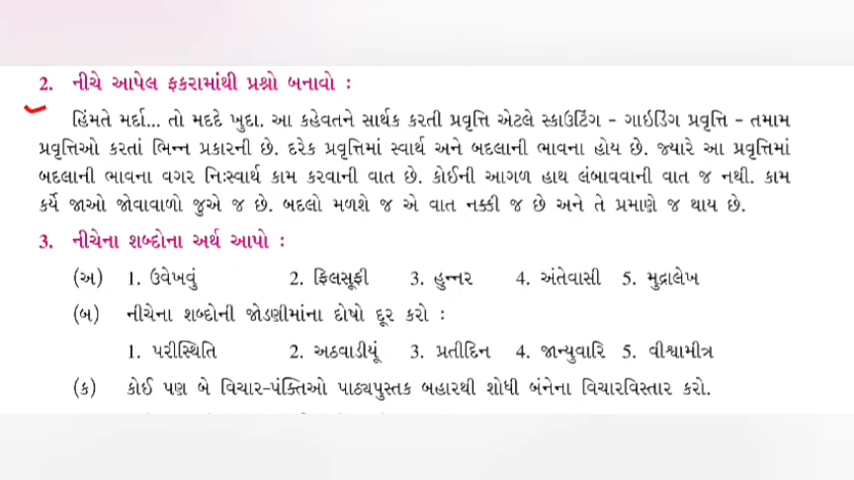 2. નીચે આપેલ ફકરામાંથી પ્રશ્નો બનાવો :
હિંમતે મર્દા... તો મદદે ખુદા. આ કહેવતને સાર્થક કરતી પ્રવૃત્તિ એટલે સ્કાઉટિંગ – ગાઇડિંગ પ્રવૃત્તિ – તમામ
પ્રવૃત્તિઓ કરતાં ભિન્ન પ્રકારની છે. દરેક પ્રવૃત્તિમાં સ્વાર્થ અને બદલાની ભાવના હોય છે. જ્યારે આ પ્રવૃત્તિમાં
બદલાની ભાવના વગર નિઃસ્વાર્થ કામ કરવાની વાત છે. કોઈની આગળ હાથ લંબાવવાની વાત જ નથી. કામ
કર્યે જાઓ જોવાવાળો જુએ જ છે. બદલો મળશે જ એ વાત નક્કી જ છે અને તે પ્રમાણે જ થાય છે.
3. નીચેના શબ્દોના અર્થ આપો :
(અ) 1. ઉવેખવું 2. ફિલસૂફી 3. હુન્નર 4. અંતેવાસી 5. મુદ્રાલેખ
(બ) નીચેના શબ્દોની જોડણીમાંના દોષો દૂર કરો :
1. પરીસ્થિતિ 2. અઠવાડીયૂં 3. પ્રતીદિન 4. જાન્યુવારિ 5. વીશ્વામીત્ર
(ક) કોઈ પણ બે વિચાર-પંક્તિઓ પાઠ્યપુસ્તક બહારથી શોધી બંનેના વિચારવિસ્તાર કરો.